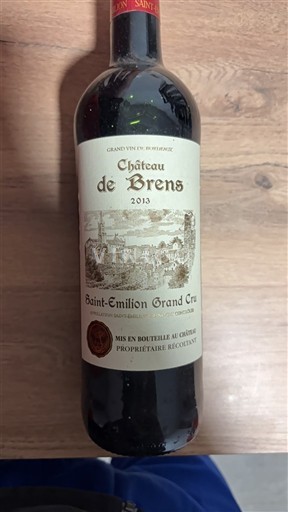 SAINT-
GRAND VIN DE BORDEAUX
Château
de Brens
2013
Saint-Emilion Grand Cru
MIS EN BOUTEILLE AU CHÂTEAU
PROPRIÉTAIRE RÉCOLTANT